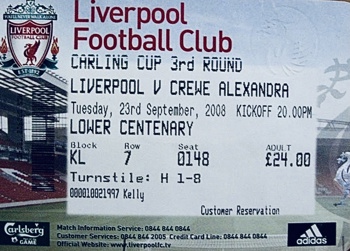 YOU'LL NEVER WALK ALONE
LIVERPOOL
FOOTBALL CLUB
EST·1892
Liverpool
Football Club
CARLING CUP 3rd ROUND
LIVERPOOL V CREWE ALEXANDRA
Tuesday, 23rd September, 2008 KICKOFF 20.00PM
LOWER CENTENARY
Block Row Seat ADULT
KL 7 0148 £24.00
Turnstile: H 1-8
000010021997 Kelly
Customer Reservation
Carlsberg
GAME
Match Information Service: 0844 844 0844
Customer Services: 0844 844 2005 Credit Card Line: 0844 844 0844
Official Website: www.liverpoolfc.tv
adidas